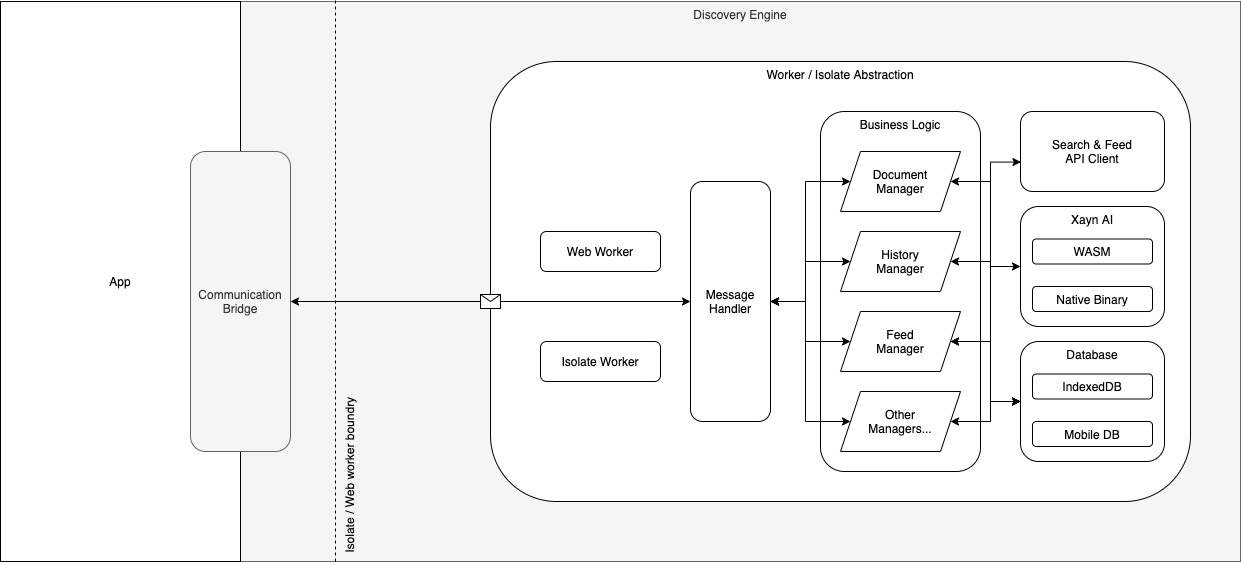 Discovery Engine
Worker / Isolate Abstraction
App
Communication
Bridge
Isolate / Web worker boundry
Web Worker
Isolate Worker
Message
Handler
Business Logic
Document
Manager
History
Manager
Feed
Manager
Other
Managers...
Search & Feed
API Client
Xayn AI
WASM
Native Binary
Database
IndexedDB
Mobile DB